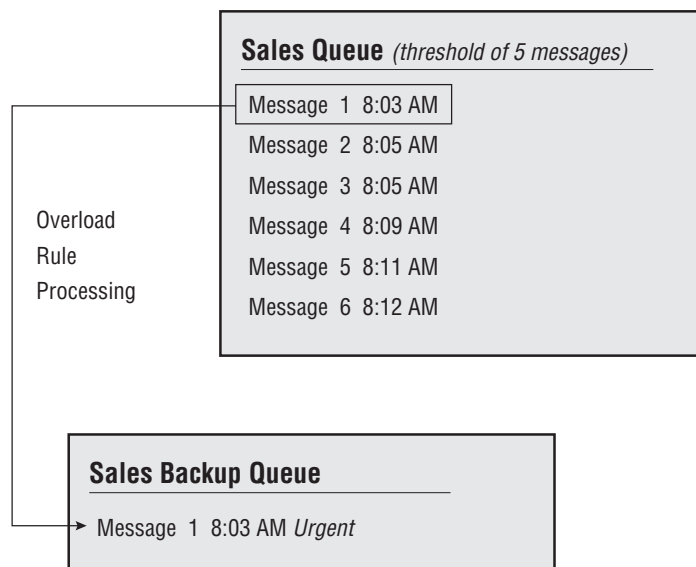 Sales Queue (threshold of 5 messages)
Message 1 8:03 AM
Message 2 8:05 AM
Message 3 8:05 AM
Message 4 8:09 AM
Message 5 8:11 AM
Message 6 8:12 AM
Overload
Rule
Processing
Sales Backup Queue
Message 1 8:03 AM Urgent